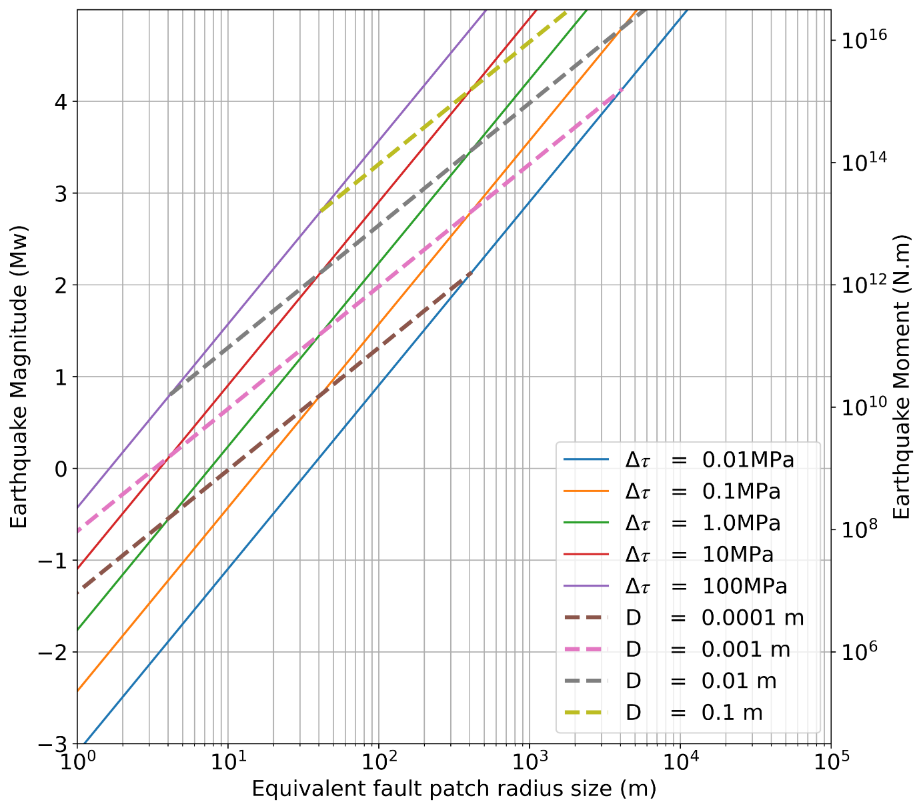 4
3
2
1
0
−1
−2
−3
Earthquake Magnitude (Mw)
10^16
10^14
10^12
10^10
10^8
10^6
Earthquake Moment (N.m)
Δτ = 0.01MPa
Δτ = 0.1MPa
Δτ = 1.0MPa
Δτ = 10MPa
Δτ = 100MPa
D = 0.0001 m
D = 0.001 m
D = 0.01 m
D = 0.1 m
10^0 10^1 10^2 10^3 10^4 10^5
Equivalent fault patch radius size (m)